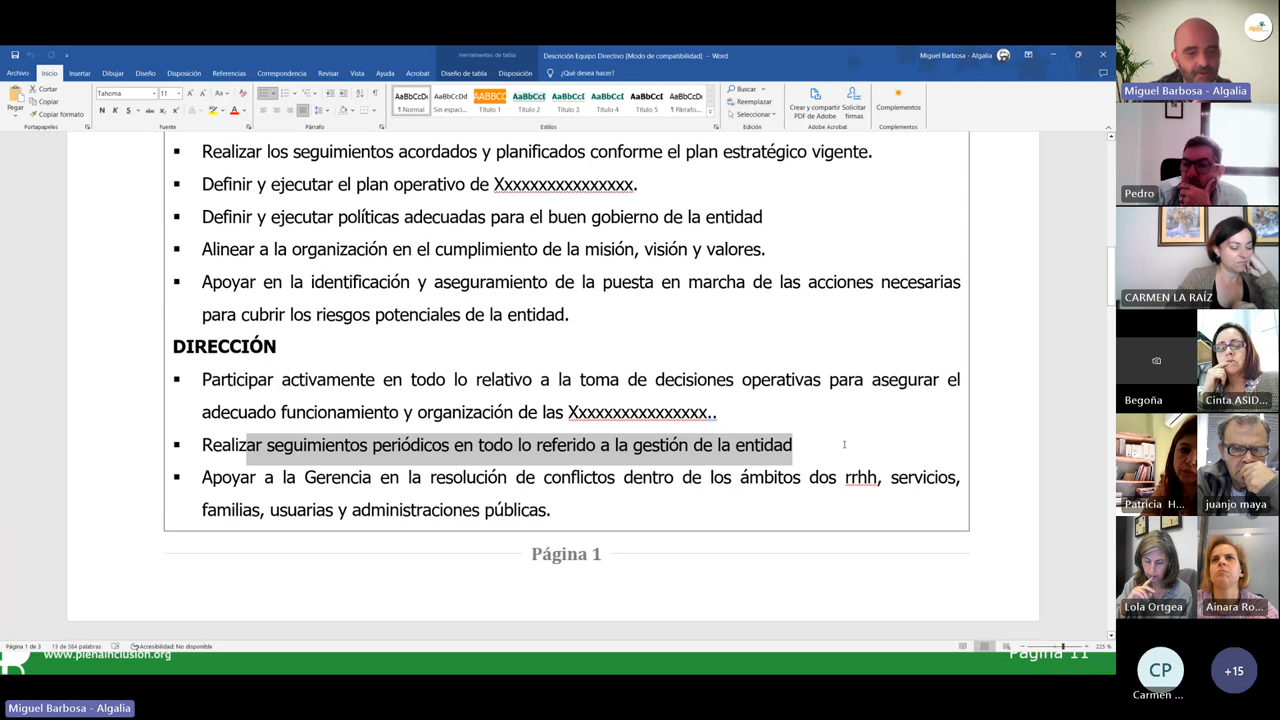 Herramientas de tabla
Descrición Equipo Directivo [Modo de compatibilidad] - Word
Miguel Barbosa - Algalia
Archivo Inicio Insertar Dibujar Diseño Disposición Referencias Correspondencia Revisar Vista Ayuda Acrobat Diseño de tabla Disposición ¿Qué desea hacer?
Pegar
Cortar
Copiar
Copiar formato
Portapapeles
Tahoma 11
N K S
Fuente
Párrafo
AaBbCcDc AaBbCcDd AaBbCC AaBbCcI AaBbCcI AaBbCcI AaBbCcI AaBbCcD
¶ Normal Sin espaci... Título 1 Título 2 Título 3 Título 4 Título 5 ¶ Párrafo...
Estilos
Buscar
Reemplazar
Seleccionar
Edición
Crear y compartir PDF de Adobe
Solicitar firmas
Adobe Acrobat
Complementos
Complementos
▪ Realizar los seguimientos acordados y planificados conforme el plan estratégico vigente.
▪ Definir y ejecutar el plan operativo de Xxxxxxxxxxxxxxxx.
▪ Definir y ejecutar políticas adecuadas para el buen gobierno de la entidad
▪ Alinear a la organización en el cumplimiento de la misión, visión y valores.
▪ Apoyar en la identificación y aseguramiento de la puesta en marcha de las acciones necesarias
para cubrir los riesgos potenciales de la entidad.
DIRECCIÓN
▪ Participar activamente en todo lo relativo a la toma de decisiones operativas para asegurar el
adecuado funcionamiento y organización de las Xxxxxxxxxxxxxxxx..
▪ Realizar seguimientos periódicos en todo lo referido a la gestión de la entidad
▪ Apoyar a la Gerencia en la resolución de conflictos dentro de los ámbitos dos rrhh, servicios,
familias, usuarias y administraciones públicas.
Página 1
Página 1 de 3 13 de 584 palabras Accesibilidad: No disponible
225 %
www.plenainclusion.org
Página 11
Miguel Barbosa - Algalia
Miguel Barbosa - Algalia
Pedro
CARMEN LA RAÍZ
Begoña
Cinta ASID...
Patricia H...
juanjo maya
Lola Ortgea
Ainara Ro...
CP
Carmen ...
+15